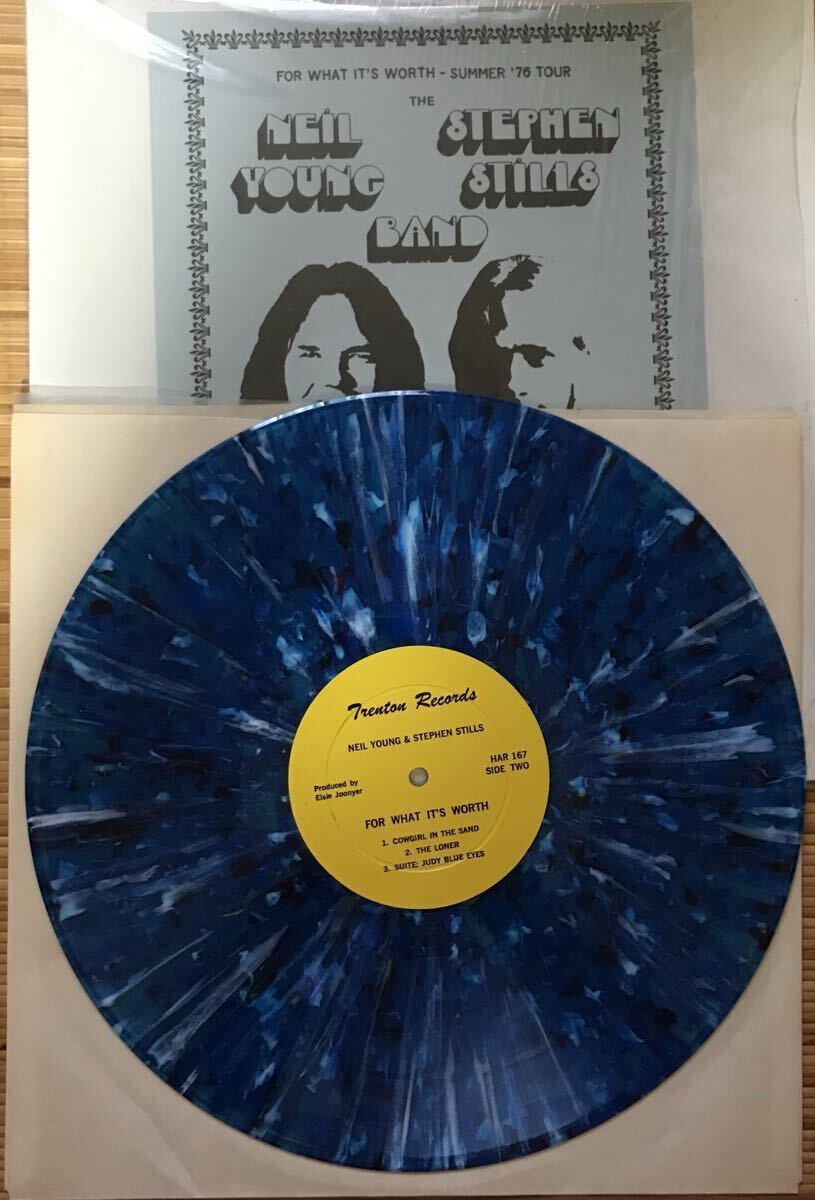 FOR WHAT IT'S WORTH - SUMMER '76 TOUR
THE
NEIL YOUNG
STEPHEN STILLS
BAND
Trenton Records
NEIL YOUNG & STEPHEN STILLS
HAR 167
SIDE TWO
Produced by
Elsie Joonyer
FOR WHAT IT'S WORTH
1. COWGIRL IN THE SAND
2. THE LONER
3. SUITE; JUDY BLUE EYES